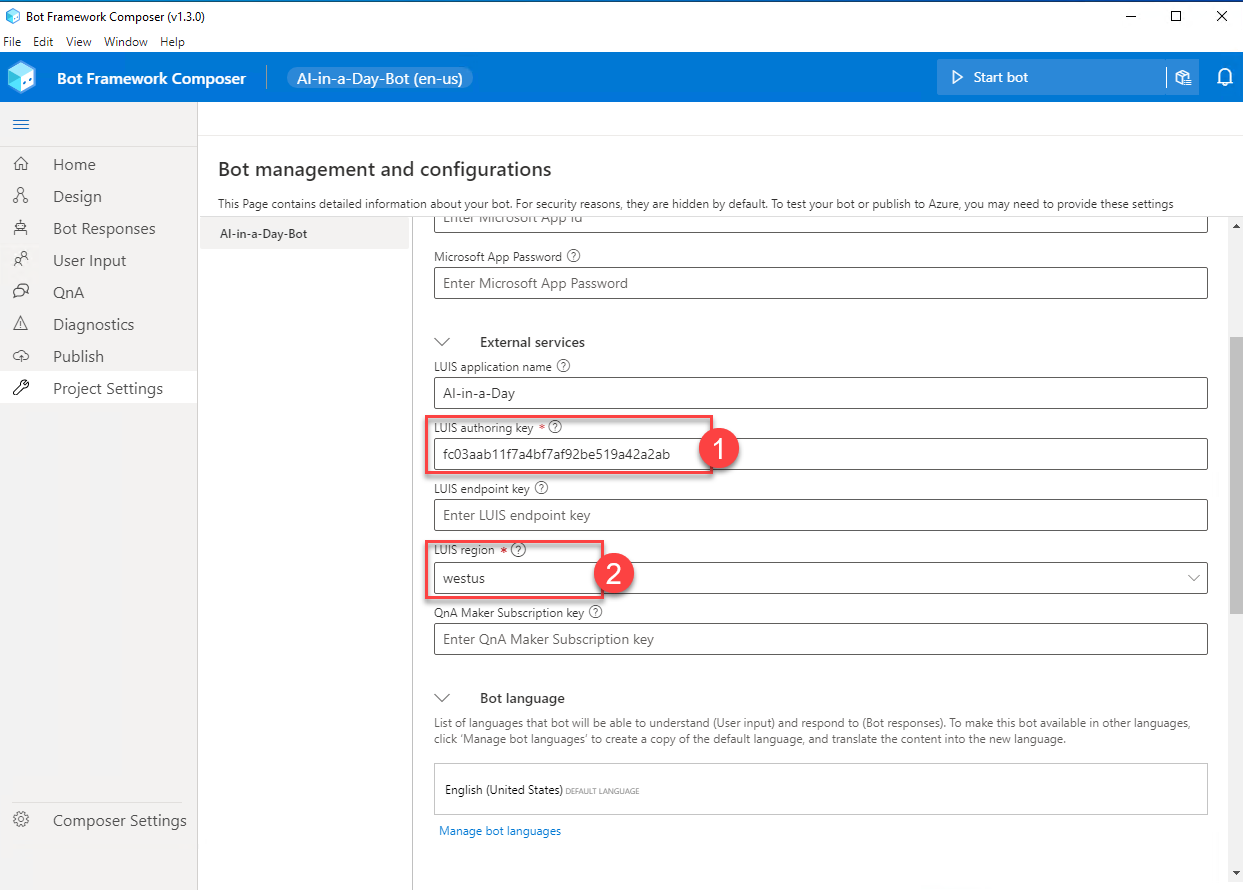 Bot Framework Composer (v1.3.0)
File Edit View Window Help
Bot Framework Composer AI-in-a-Day-Bot (en-us) Start bot
Home
Design
Bot Responses
User Input
QnA
Diagnostics
Publish
Project Settings
Composer Settings
Bot management and configurations
This Page contains detailed information about your bot. For security reasons, they are hidden by default. To test your bot or publish to Azure, you may need to provide these settings
AI-in-a-Day-Bot
Enter Microsoft App Id
Microsoft App Password ?
Enter Microsoft App Password
External services
LUIS application name ?
AI-in-a-Day
LUIS authoring key * ?
fc03aab11f7a4bf7af92be519a42a2ab
1
LUIS endpoint key ?
Enter LUIS endpoint key
LUIS region * ?
westus
2
QnA Maker Subscription key ?
Enter QnA Maker Subscription key
Bot language
List of languages that bot will be able to understand (User input) and respond to (Bot responses). To make this bot available in other languages,
click ‘Manage bot languages’ to create a copy of the default language, and translate the content into the new language.
English (United States) DEFAULT LANGUAGE
Manage bot languages